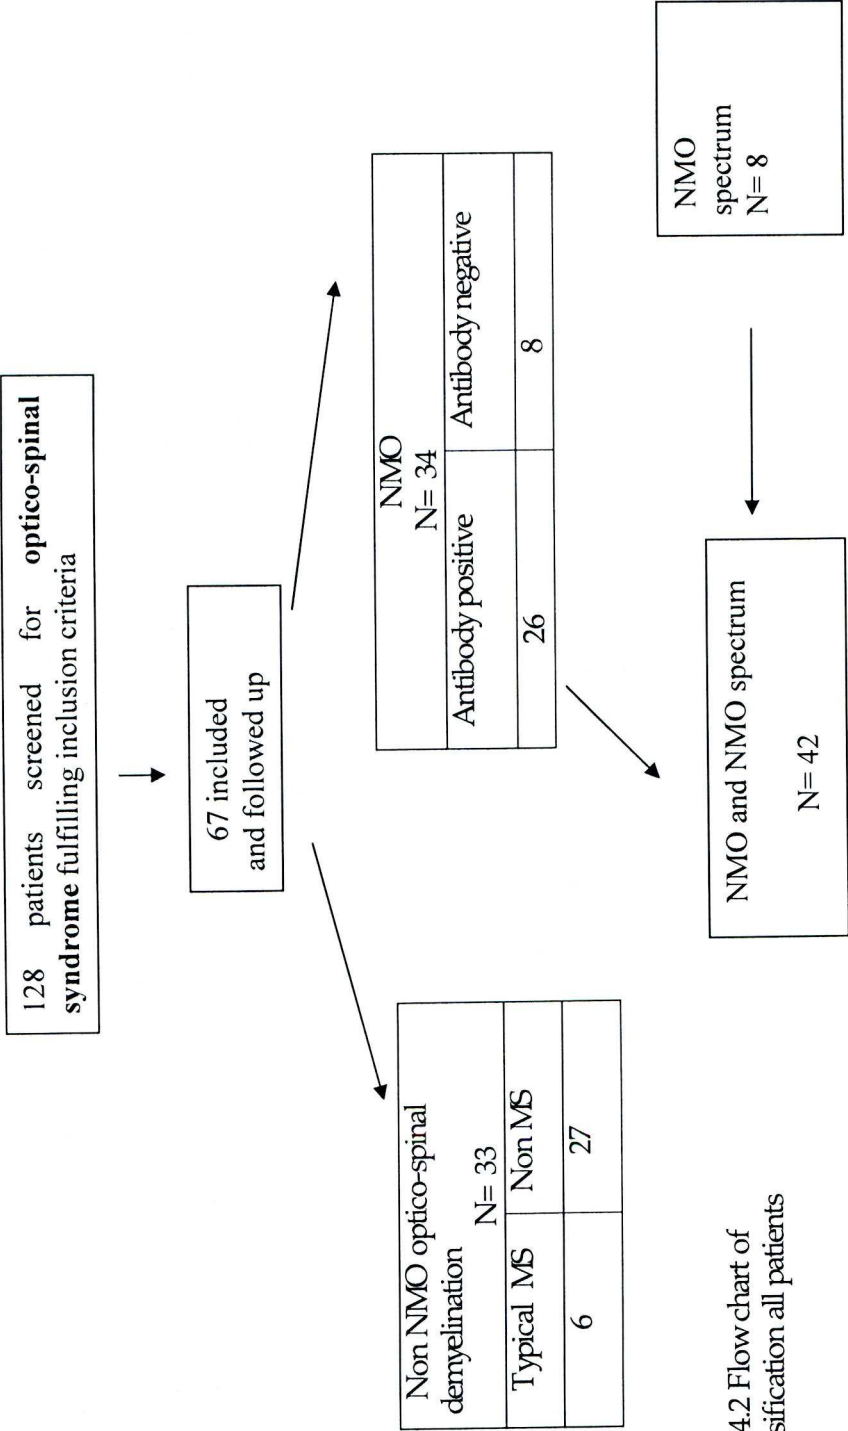 128 patients screened for optico-spinal
syndrome fulfilling inclusion criteria
67 included
and followed up
Non NMO optico-spinal
demyelination
N= 33
Typical MS
Non MS
6
27
NMO
N= 34
Antibody positive
Antibody negative
26
8
NMO and NMO spectrum
N= 42
NMO
spectrum
N= 8
4.2 Flow chart of
sification all patients